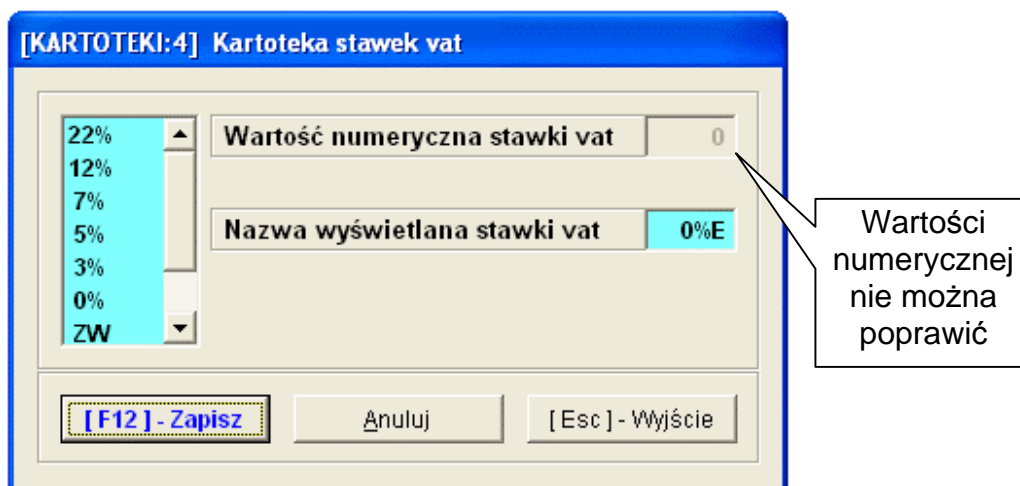 [KARTOTEKI:4] Kartoteka stawek vat
22%
12%
7%
5%
3%
0%
ZW
Wartość numeryczna stawki vat 0
Nazwa wyświetlana stawki vat 0%E
Wartości
numerycznej
nie można
poprawić
[ F12 ] - Zapisz
Anuluj
[ Esc ] - Wyjście